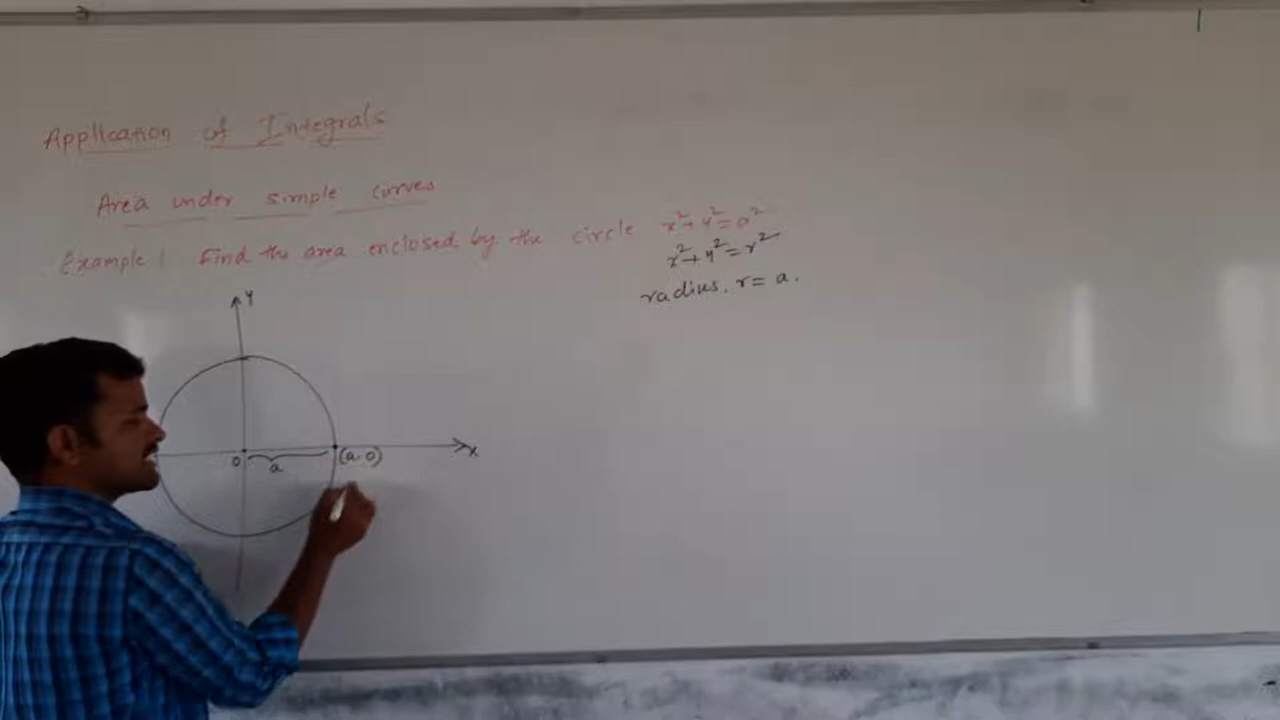 Application of Integrals
Area under simple curves
Example 1 Find the area enclosed by the circle x²+y²=a²
x²+y²=r²
radius, r= a.
Y
O
a
(a,0)
X